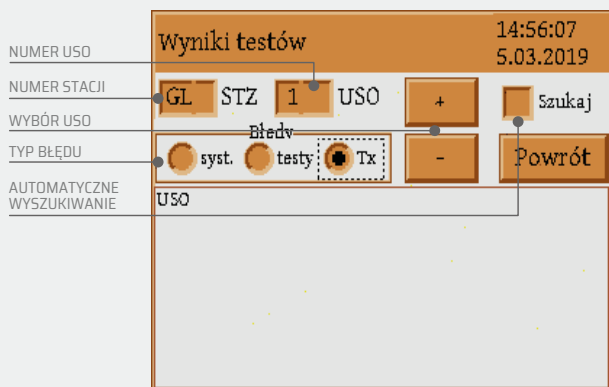 Wyniki testów
14:56:07
5.03.2019
NUMER USO
NUMER STACJI
WYBÓR USO
TYP BŁĘDU
AUTOMATYCZNE
WYSZUKIWANIE
GL STZ 1 USO + Szukaj
Błędy
syst. testy Tx - Powrót
USO